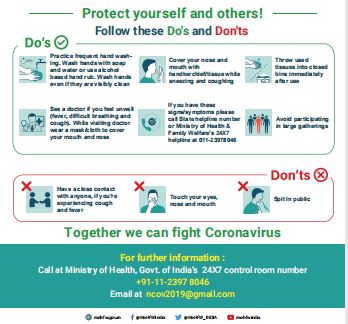 Protect yourself and others!
Follow these Do's and Don'ts
Do's
Practice frequent hand wash-
ing. Wash hands with soap
and water or use alcohol
based hand rub. Wash hands
even if they are visibly clean
Cover your nose and
mouth with
handkerchief/tissue while
sneezing and coughing
Throw used
tissues into closed
bins immediately
after use
See a doctor if you feel unwell
(fever, difficult breathing and
cough). While visiting doctor
wear a mask/cloth to cover
your mouth and nose
If you have these
signs/symptoms please
call State helpline number
or Ministry of Health &
Family Welfare's 24X7
helpline at 011-23978046
Avoid participating
in large gatherings
Don'ts
Have a close contact
with anyone, if you're
experiencing cough
and fever
Touch your eyes,
nose and mouth
Spit in public
Together we can fight Coronavirus
For further information :
Call at Ministry of Health, Govt. of India's 24X7 control room number
+91-11-2397 8046
Email at ncov2019@gmail.com
mohfw.gov.in @MoHFWIndia @MoHFW_INDIA mohfwindia